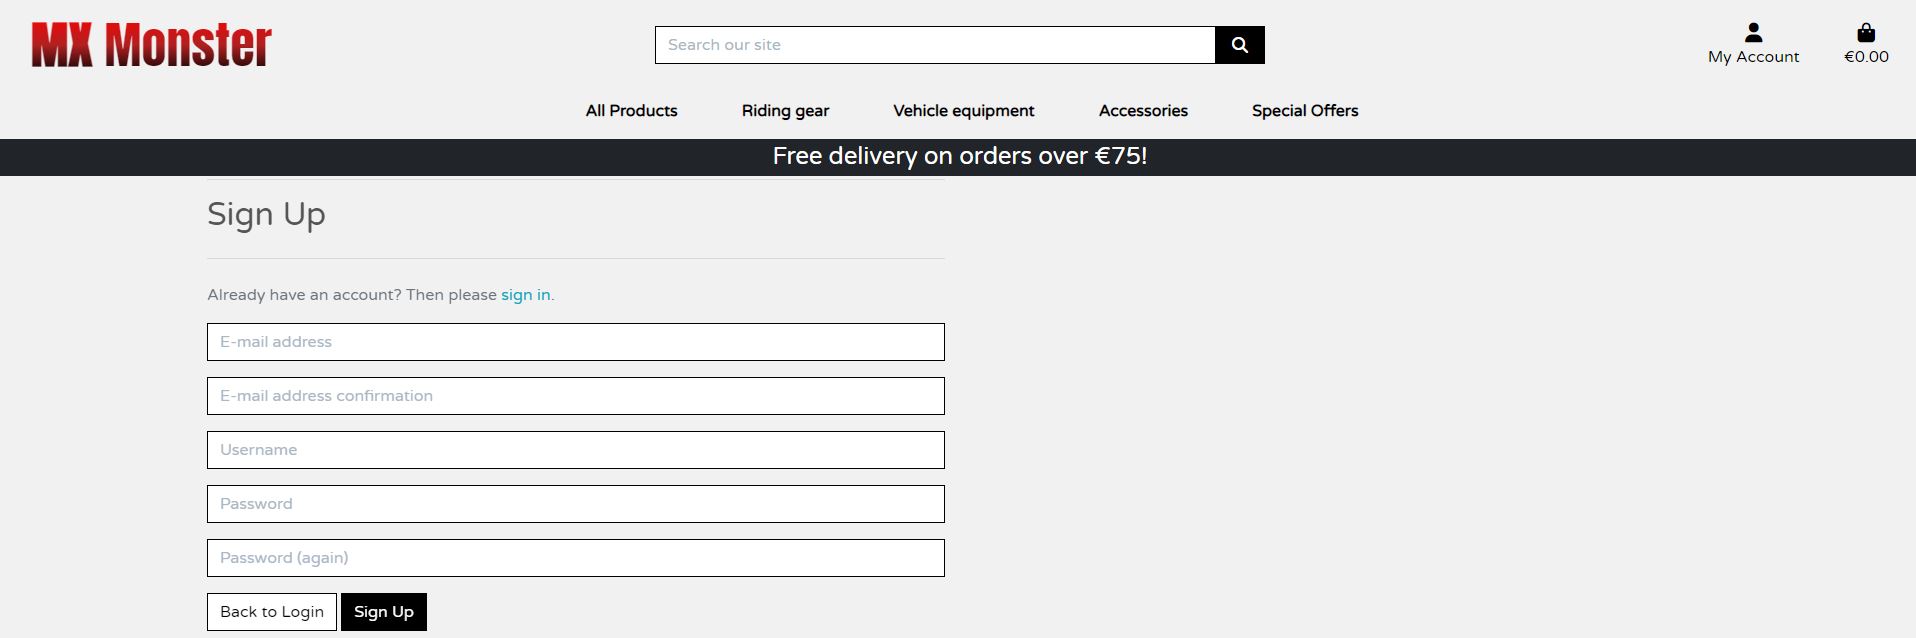 MX Monster
Search our site
My Account
€0.00
All Products
Riding gear
Vehicle equipment
Accessories
Special Offers
Free delivery on orders over €75!
Sign Up
Already have an account? Then please sign in.
E-mail address
E-mail address confirmation
Username
Password
Password (again)
Back to Login
Sign Up